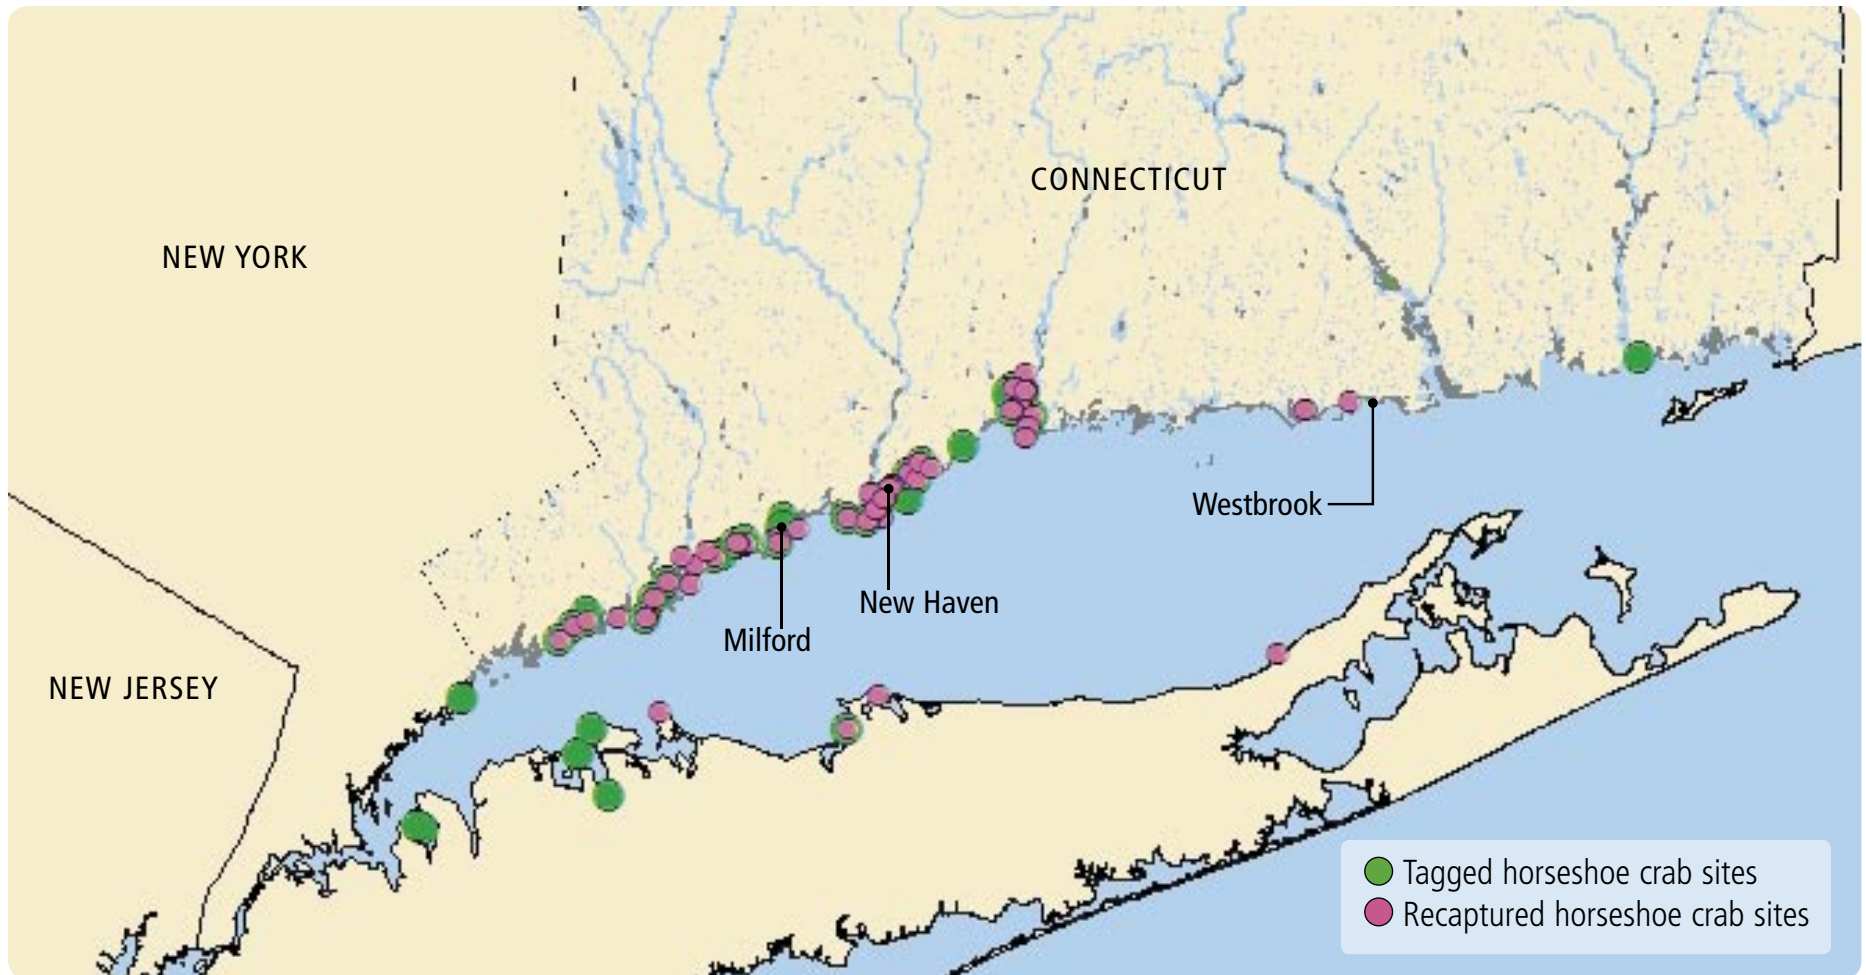 CONNECTICUT
NEW YORK
Westbrook
New Haven
Milford
NEW JERSEY
Tagged horseshoe crab sites
Recaptured horseshoe crab sites